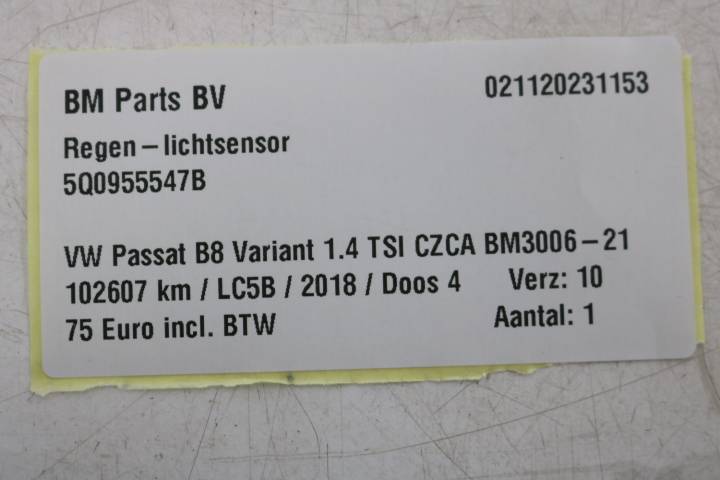 BM Parts BV 021120231153
Regen – lichtsensor
5Q0955547B
VW Passat B8 Variant 1.4 TSI CZCA BM3006 – 21
102607 km / LC5B / 2018 / Doos 4 Verz: 10
75 Euro incl. BTW Aantal: 1